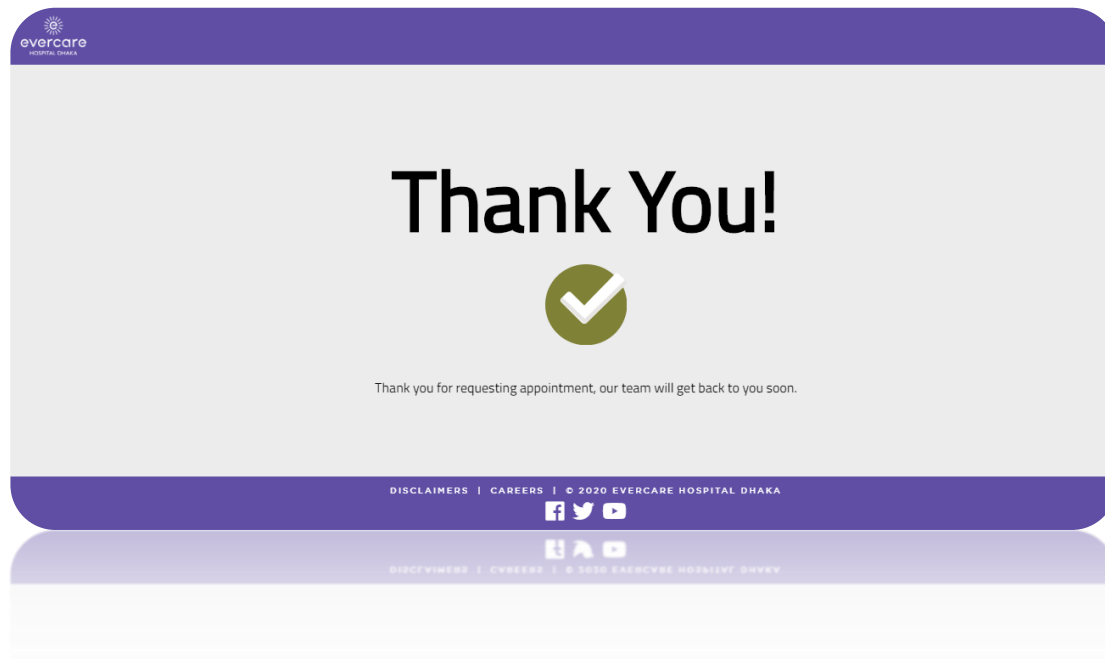 evercare
HOSPITAL DHAKA
Thank You!
Thank you for requesting appointment, our team will get back to you soon.
DISCLAIMERS | CAREERS | © 2020 EVERCARE HOSPITAL DHAKA